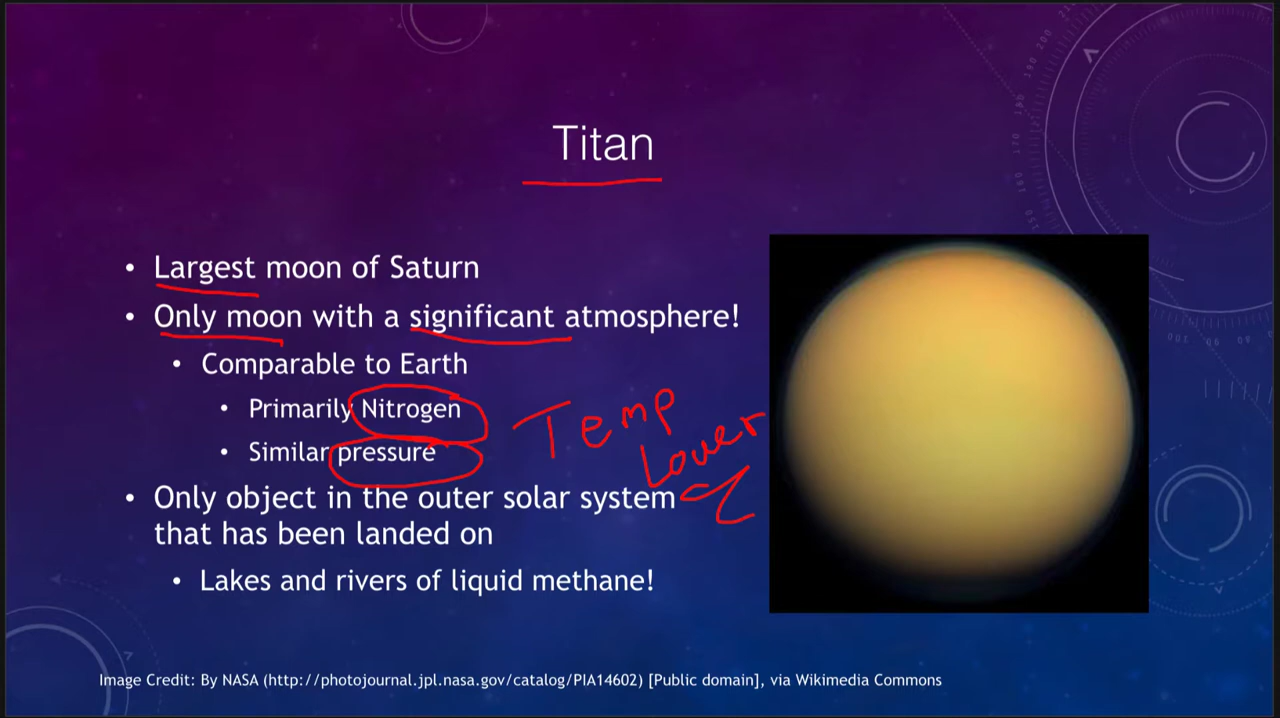 Titan
• Largest moon of Saturn
• Only moon with a significant atmosphere!
• Comparable to Earth
• Primarily Nitrogen
• Similar pressure
Temp
Lower
• Only object in the outer solar system
that has been landed on
• Lakes and rivers of liquid methane!
Image Credit: By NASA (http://photojournal.jpl.nasa.gov/catalog/PIA14602) [Public domain], via Wikimedia Commons